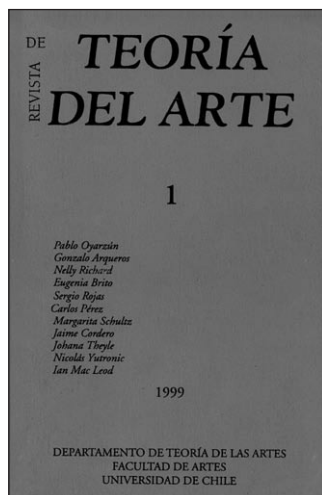 REVISTA DE
TEORÍA
DEL ARTE
1
Pablo Oyarzún
Gonzalo Arqueros
Nelly Richard
Eugenia Brito
Sergio Rojas
Carlos Pérez
Margarita Schultz
Jaime Cordero
Johana Theyle
Nicolás Yutronic
Ian Mac Leod
1999
DEPARTAMENTO DE TEORÍA DE LAS ARTES
FACULTAD DE ARTES
UNIVERSIDAD DE CHILE